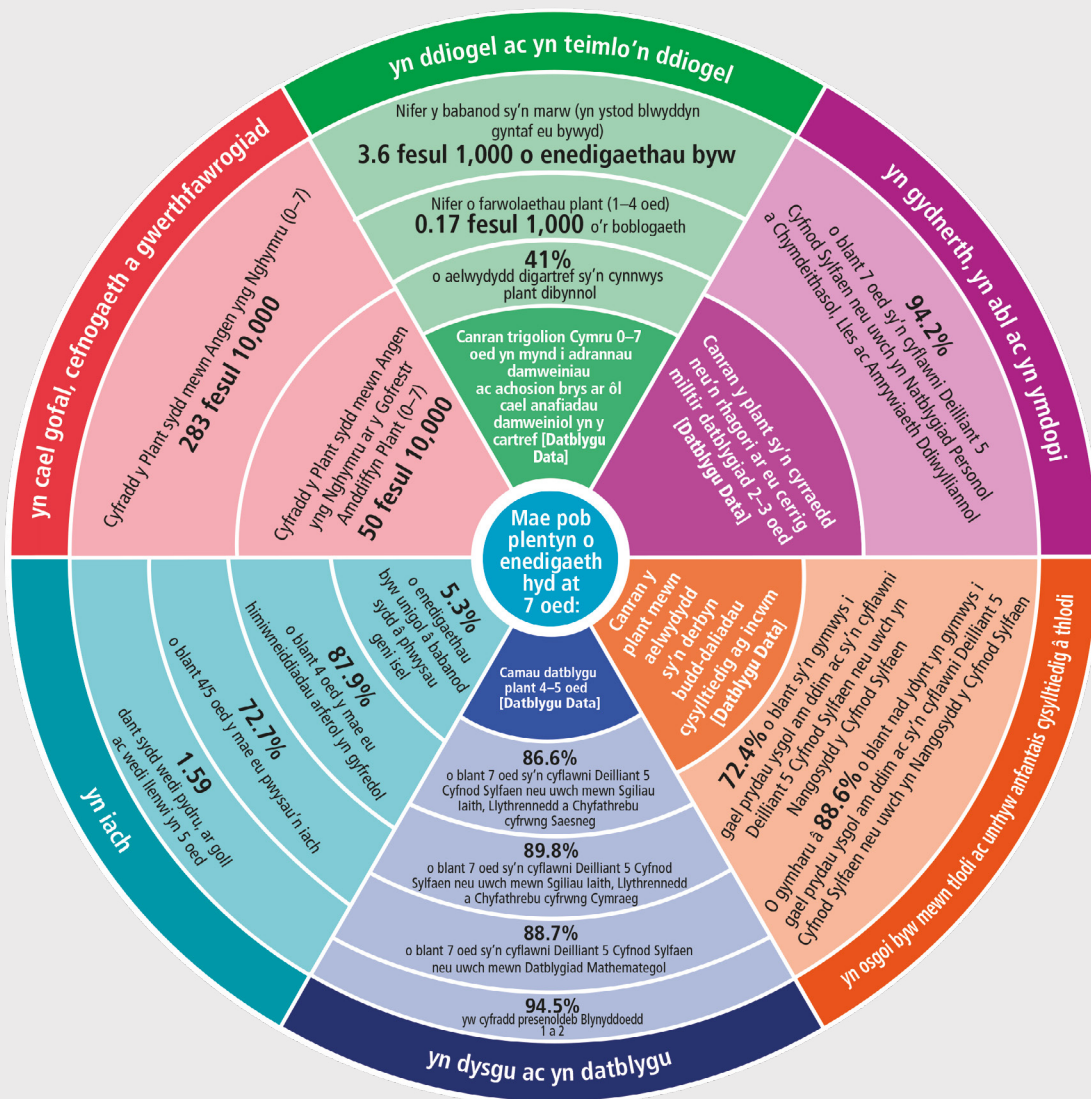 Mae pob
plentyn o
enedigaeth
hyd at
7 oed:
yn ddiogel ac yn teimlo'n ddiogel
Nifer y babanod sy'n marw (yn ystod blwyddyn
gyntaf eu bywyd)
3.6 fesul 1,000 o enedigaethau byw
Nifer o farwolaethau plant (1–4 oed)
0.17 fesul 1,000 o'r boblogaeth
41%
o aelwydydd digartref sy'n cynnwys
plant dibynnol
Canran trigolion Cymru 0–7
oed yn mynd i adrannau
damweiniau
ac achosion brys ar ôl
cael anafiadau
damweiniol yn y
cartref [Datblygu
Data]
yn gydnerth, yn abl ac yn ymdopi
94.2%
o blant 7 oed sy'n cyflawni Deilliant 5
Cyfnod Sylfaen neu uwch yn Natblygiad Personol
a Chymdeithasol, Lles ac Amrywiaeth Ddiwylliannol
Canran y plant sy'n cyrraedd
neu'n rhagori ar eu cerrig
milltir datblygiad 2–3 oed
[Datblygu Data]
yn osgoi byw mewn tlodi ac unrhyw anfantais cysylltiedig â thlodi
Canran y
plant mewn
aelwydydd
sy'n derbyn
budd-daliadau
cysylltiedig ag incwm
[Datblygu Data]
72.4% o blant sy'n gymwys i
gael prydau ysgol am ddim ac sy'n cyflawni
Deilliant 5 Cyfnod Sylfaen neu uwch yn
Nangosydd y Cyfnod Sylfaen
O gymharu â 88.6% o blant nad ydynt yn gymwys i
gael prydau ysgol am ddim ac sy'n cyflawni Deilliant 5
Cyfnod Sylfaen neu uwch yn Nangosydd y Cyfnod Sylfaen
yn dysgu ac yn datblygu
Camau datblygu
plant 4–5 oed
[Datblygu Data]
86.6%
o blant 7 oed sy'n cyflawni Deilliant 5
Cyfnod Sylfaen neu uwch mewn Sgiliau
Iaith, Llythrennedd a Chyfathrebu
cyfrwng Saesneg
89.8%
o blant 7 oed sy'n cyflawni Deilliant 5 Cyfnod
Sylfaen neu uwch mewn Sgiliau Iaith, Llythrennedd
a Chyfathrebu cyfrwng Cymraeg
88.7%
o blant 7 oed sy'n cyflawni Deilliant 5 Cyfnod Sylfaen
neu uwch mewn Datblygiad Mathemategol
94.5%
yw cyfradd presenoldeb Blynyddoedd
1 a 2
yn iach
5.3%
o enedigaethau
byw unigol â babanod
sydd â phwysau
geni isel
87.9%
o blant 4 oed y mae eu
himiwneiddiadau arferol yn gyfredol
72.7%
o blant 4/5 oed y mae eu pwysau'n iach
1.59
dant sydd wedi pydru, ar goll
ac wedi llenwi yn 5 oed
yn cael gofal, cefnogaeth a gwerthfawrogiad
Cyfradd y Plant sydd mewn Angen yng Nghymru (0–7)
283 fesul 10,000
Cyfradd y Plant sydd mewn Angen
yng Nghymru ar y Gofrestr
Amddiffyn Plant (0–7)
50 fesul 10,000